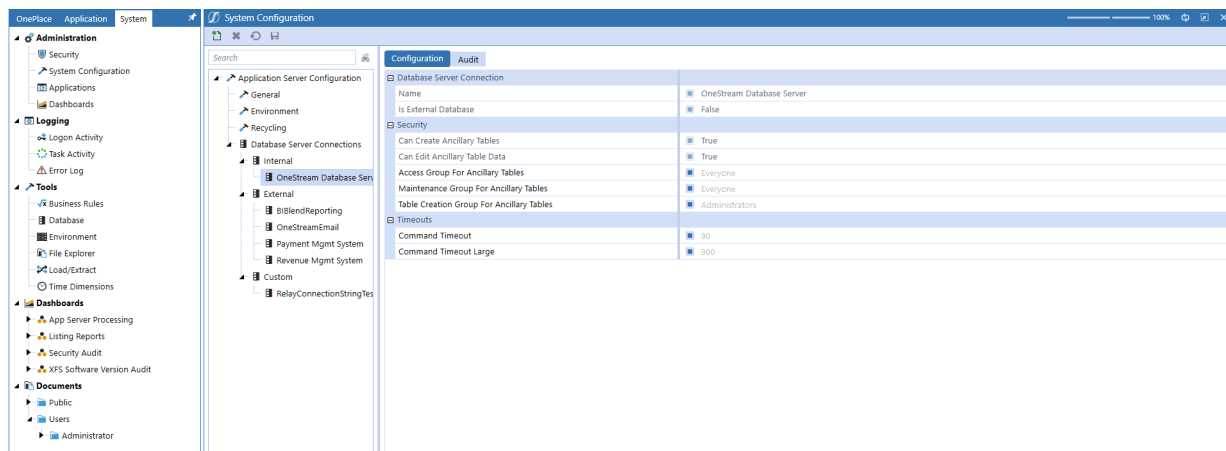 OnePlace Application System
Administration
Security
System Configuration
Applications
Dashboards
Logging
Logon Activity
Task Activity
Error Log
Tools
Business Rules
Database
Environment
File Explorer
Load/Extract
Time Dimensions
Dashboards
App Server Processing
Listing Reports
Security Audit
XFS Software Version Audit
Documents
Public
Users
Administrator
System Configuration
100%
Search
Application Server Configuration
General
Environment
Recycling
Database Server Connections
Internal
OneStream Database Serv
External
BIBlendReporting
OneStreamEmail
Payment Mgmt System
Revenue Mgmt System
Custom
RelayConnectionStringTes
Configuration Audit
Database Server Connection
Name OneStream Database Server
Is External Database False
Security
Can Create Ancillary Tables True
Can Edit Ancillary Table Data True
Access Group For Ancillary Tables Everyone
Maintenance Group For Ancillary Tables Everyone
Table Creation Group For Ancillary Tables Administrators
Timeouts
Command Timeout 90
Command Timeout Large 900